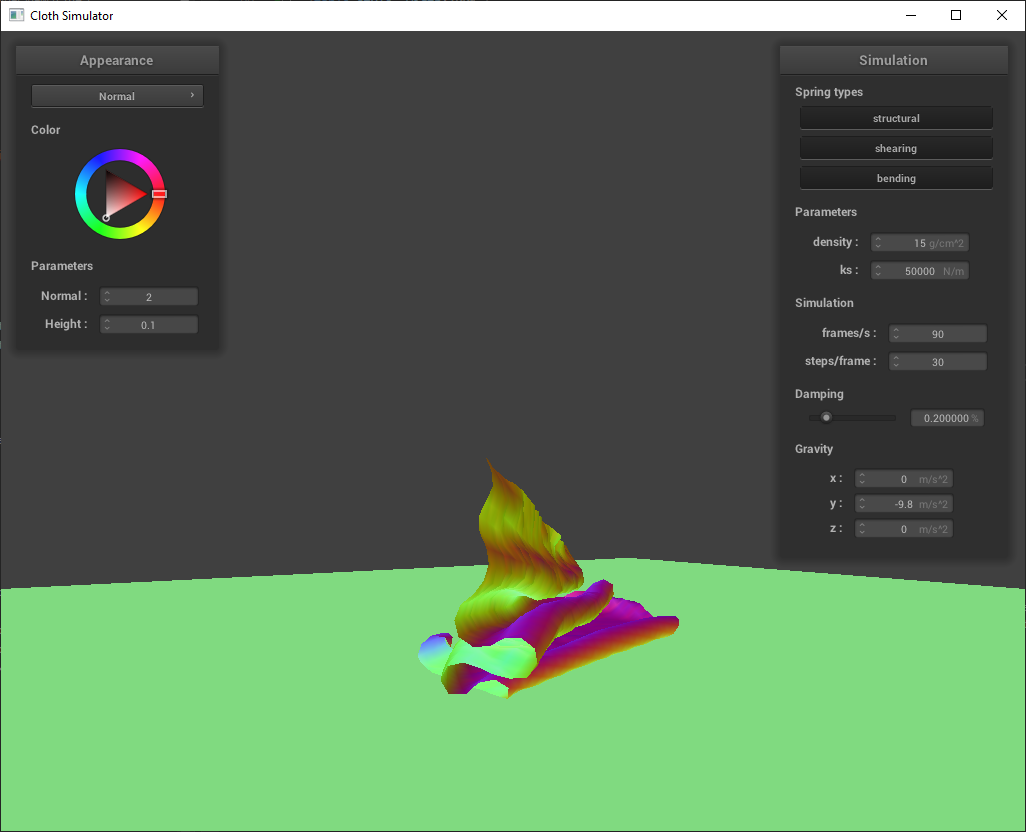 Cloth Simulator
Appearance
Normal
Color
Parameters
Normal : 2
Height : 0.1
Simulation
Spring types
structural
shearing
bending
Parameters
density : 15 g/cm^2
ks : 50000 N/m
Simulation
frames/s : 90
steps/frame : 30
Damping
0.200000 %
Gravity
x : 0 m/s^2
y : -9.8 m/s^2
z : 0 m/s^2